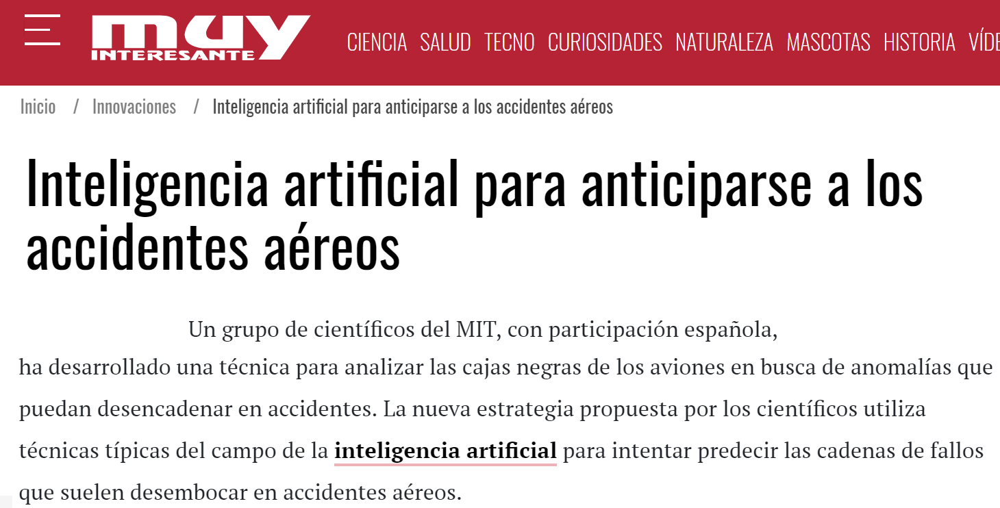 muy
INTERESANTE
CIENCIA SALUD TECNO CURIOSIDADES NATURALEZA MASCOTAS HISTORIA VÍDE
Inicio / Innovaciones / Inteligencia artificial para anticiparse a los accidentes aéreos
Inteligencia artificial para anticiparse a los
accidentes aéreos
Un grupo de científicos del MIT, con participación española,
ha desarrollado una técnica para analizar las cajas negras de los aviones en busca de anomalías que
puedan desencadenar en accidentes. La nueva estrategia propuesta por los científicos utiliza
técnicas típicas del campo de la inteligencia artificial para intentar predecir las cadenas de fallos
que suelen desembocar en accidentes aéreos.